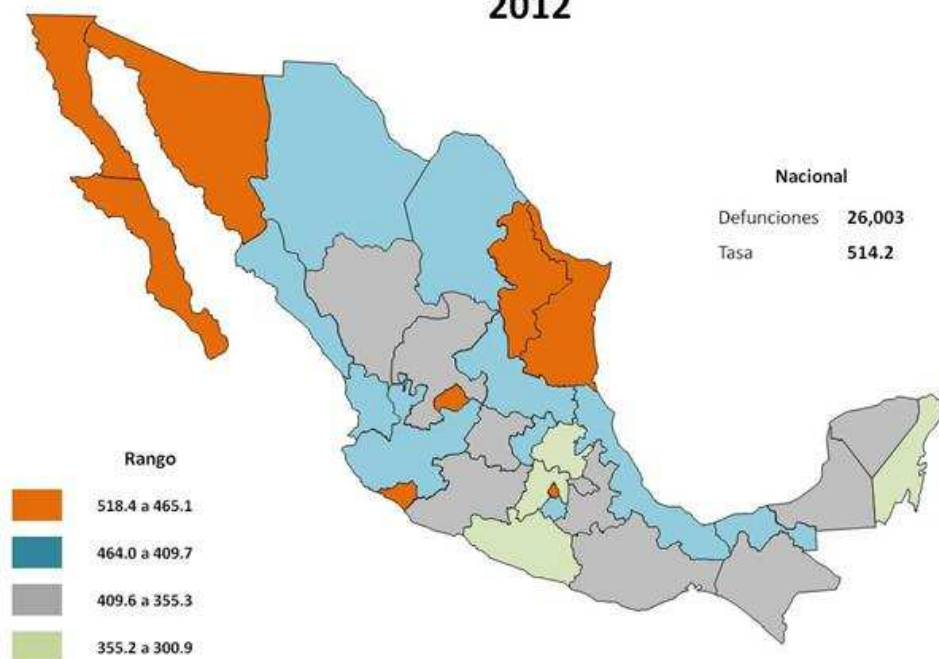 2012
Nacional
Defunciones 26,003
Tasa 514.2
Rango
518.4 a 465.1
464.0 a 409.7
409.6 a 355.3
355.2 a 300.9